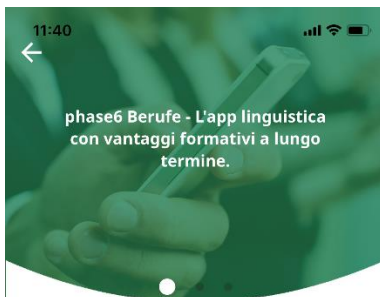 11:40
phase6 Berufe - L'app linguistica
con vantaggi formativi a lungo
termine.